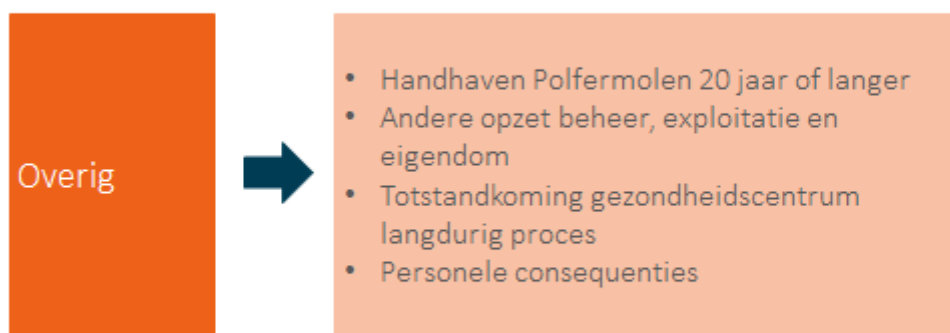 Overig
• Handhaven Polfermolen 20 jaar of langer
• Andere opzet beheer, exploitatie en
eigendom
• Totstandkoming gezondheidscentrum
langdurig proces
• Personele consequenties